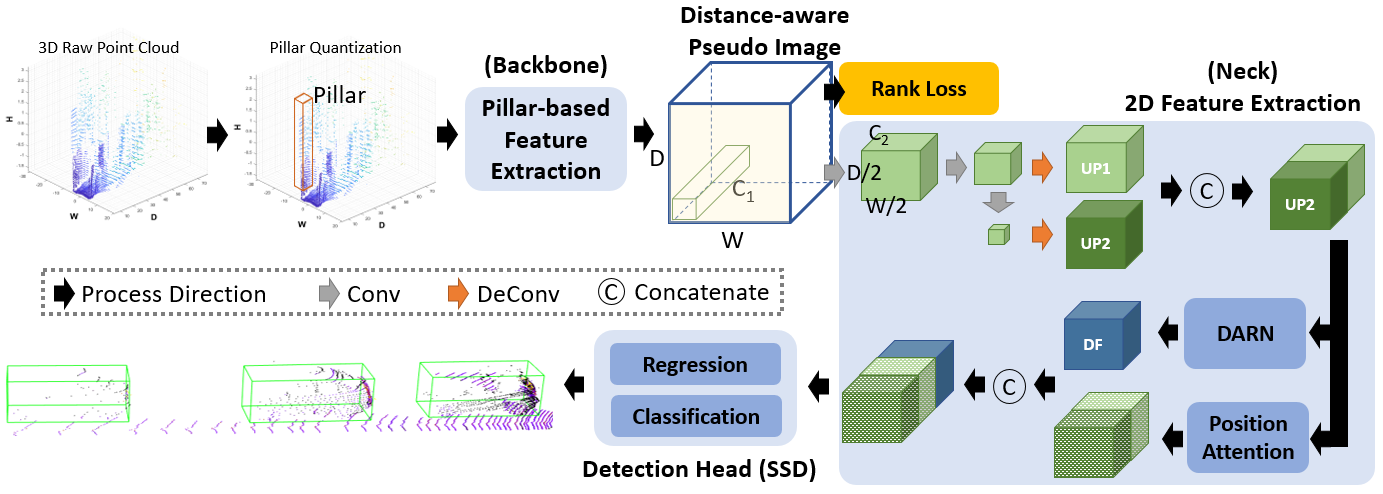 3D Raw Point Cloud
Pillar Quantization
H
W
D
H
W
D
Pillar
(Backbone)
Pillar-based
Feature
Extraction
Distance-aware
Pseudo Image
D
C1
W
Rank Loss
(Neck)
2D Feature Extraction
C2
D/2
W/2
UP1
UP2
C
UP2
Process Direction
Conv
DeConv
C
Concatenate
DARN
DF
Position
Attention
C
Regression
Classification
Detection Head (SSD)